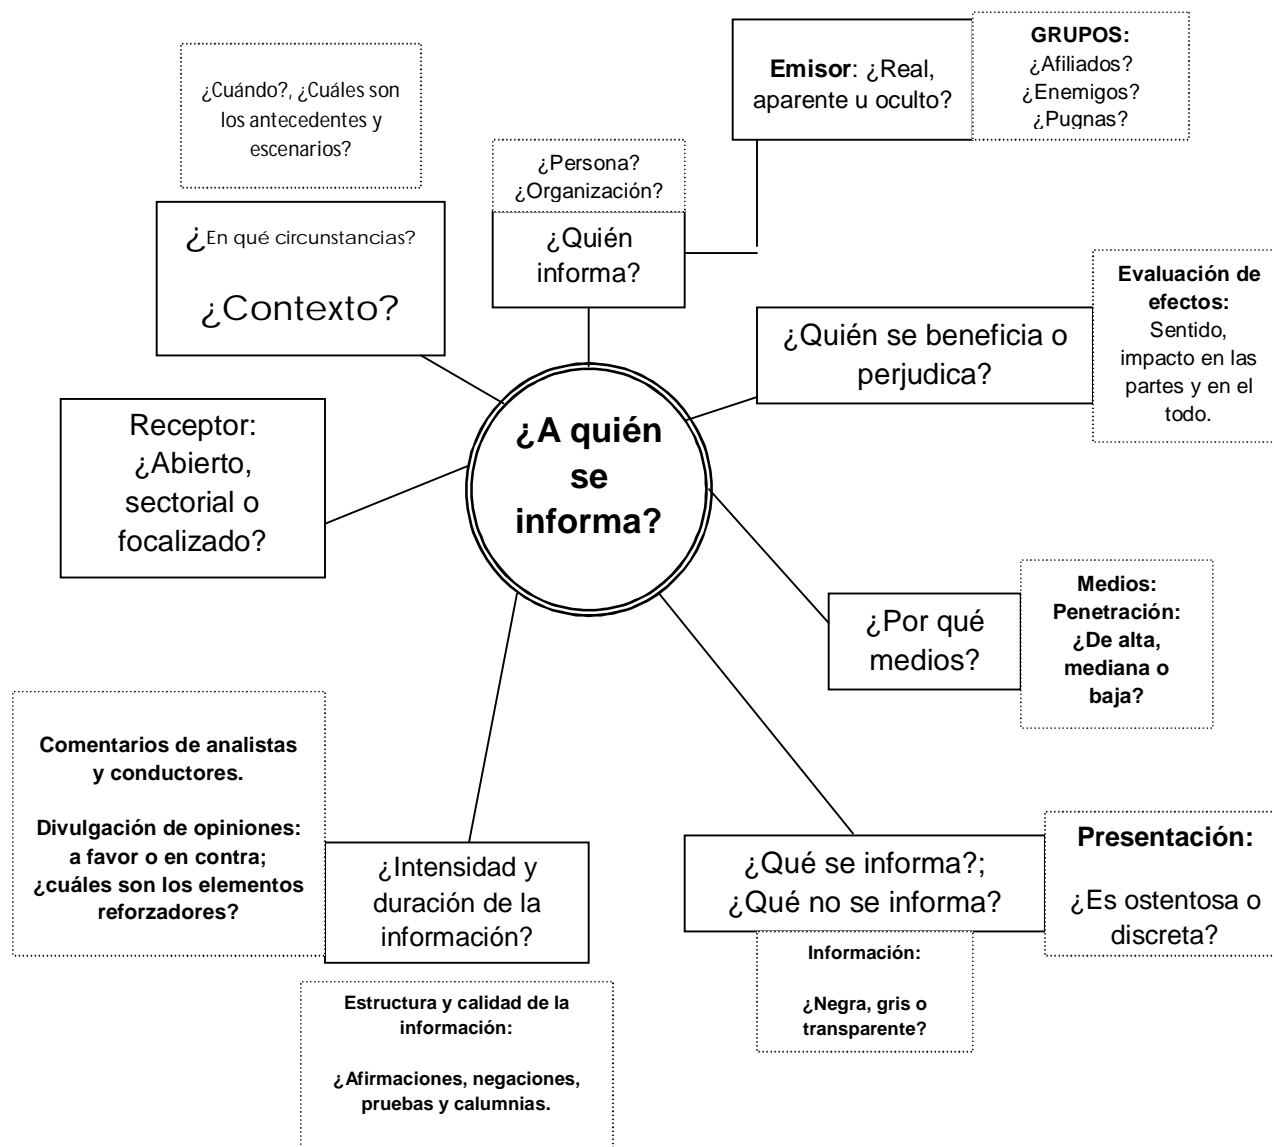 GRUPOS:
¿Afiliados?
¿Enemigos?
¿Pugnas?
Emisor: ¿Real,
aparente u oculto?
¿Cuándo?, ¿Cuáles son
los antecedentes y
escenarios?
¿Persona?
¿Organización?
¿Quién
informa?
¿En qué circunstancias?
¿Contexto?
Evaluación de
efectos:
Sentido,
impacto en las
partes y en el
todo.
¿Quién se beneficia o
perjudica?
Receptor:
¿Abierto,
sectorial o
focalizado?
¿A quién
se
informa?
¿Por qué
medios?
Medios:
Penetración:
¿De alta,
mediana o
baja?
Comentarios de analistas
y conductores.
Divulgación de opiniones:
a favor o en contra;
¿cuáles son los elementos
reforzadores?
¿Intensidad y
duración de la
información?
¿Qué se informa?;
¿Qué no se informa?
Presentación:
¿Es ostentosa o
discreta?
Información:
¿Negra, gris o
transparente?
Estructura y calidad de la
información:
¿Afirmaciones, negaciones,
pruebas y calumnias.